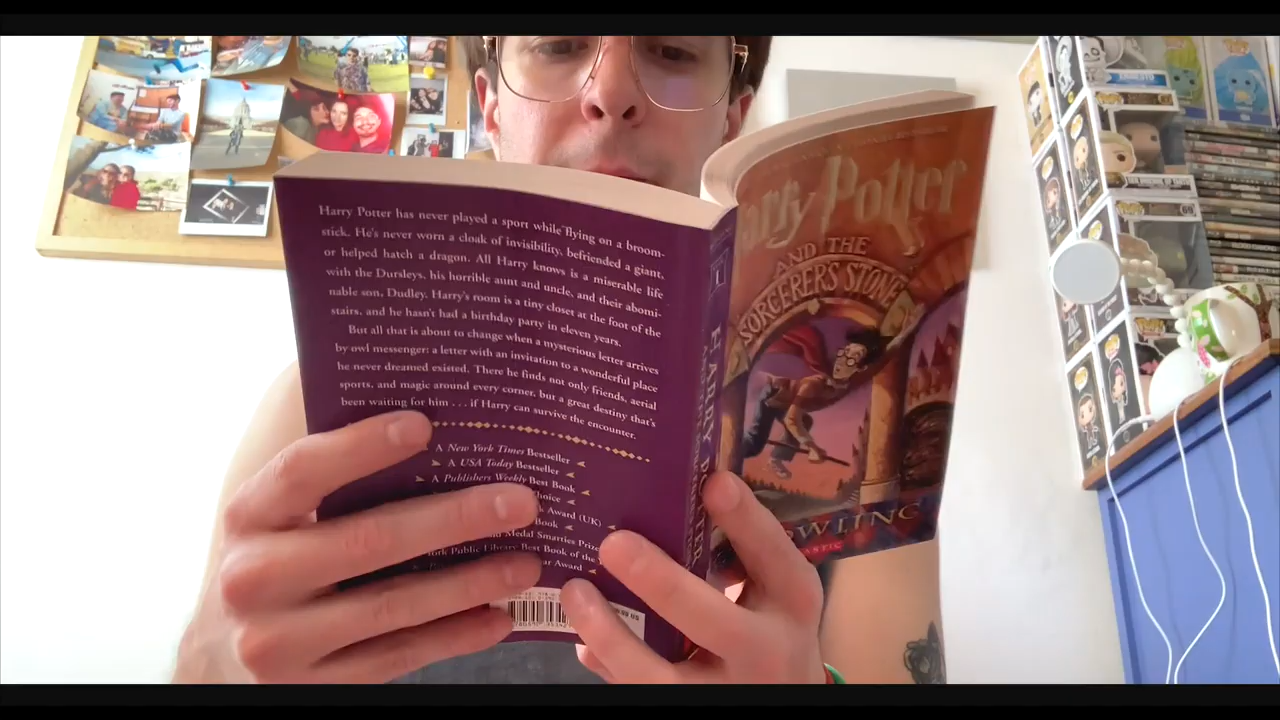 Harry Potter has never played a sport while flying on a broom-
stick. He's never worn a cloak of invisibility, befriended a giant,
or helped hatch a dragon. All Harry knows is a miserable life
with the Dursleys, his horrible aunt and uncle, and their abomi-
nable son, Dudley. Harry's room is a tiny closet at the foot of the
stairs, and he hasn't had a birthday party in eleven years.
But all that is about to change when a mysterious letter arrives
by owl messenger: a letter with an invitation to a wonderful place
he never dreamed existed. There he finds not only friends, aerial
sports, and magic around every corner, but a great destiny that's
been waiting for him . . . if Harry can survive the encounter.
A New York Times Bestseller
A USA Today Bestseller
A Publishers Weekly Best Book
Award (UK)
Book
Medal Smarties Prize
Public Library Best Book of the
Award
HARRY
Potter
AND THE
SORCERER'S STONE
ERNESTO
69